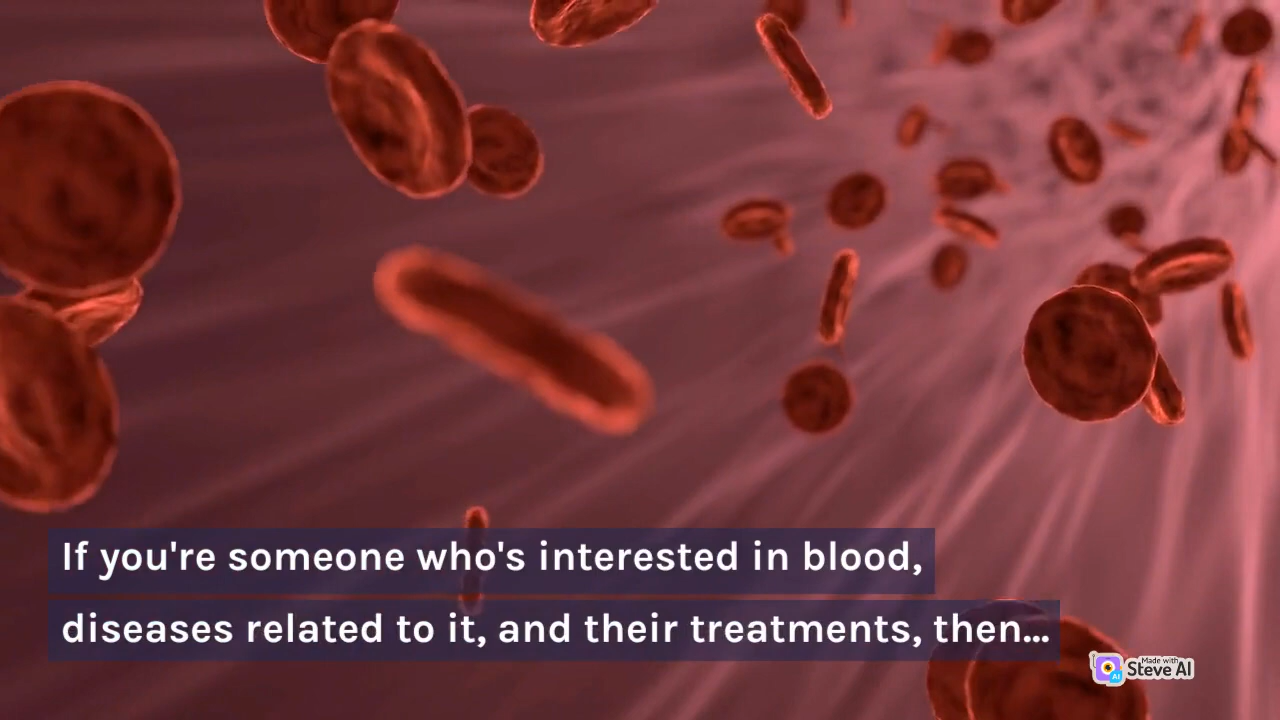 If you're someone who's interested in blood,
diseases related to it, and their treatments, then...
Made with
Steve AI
AI